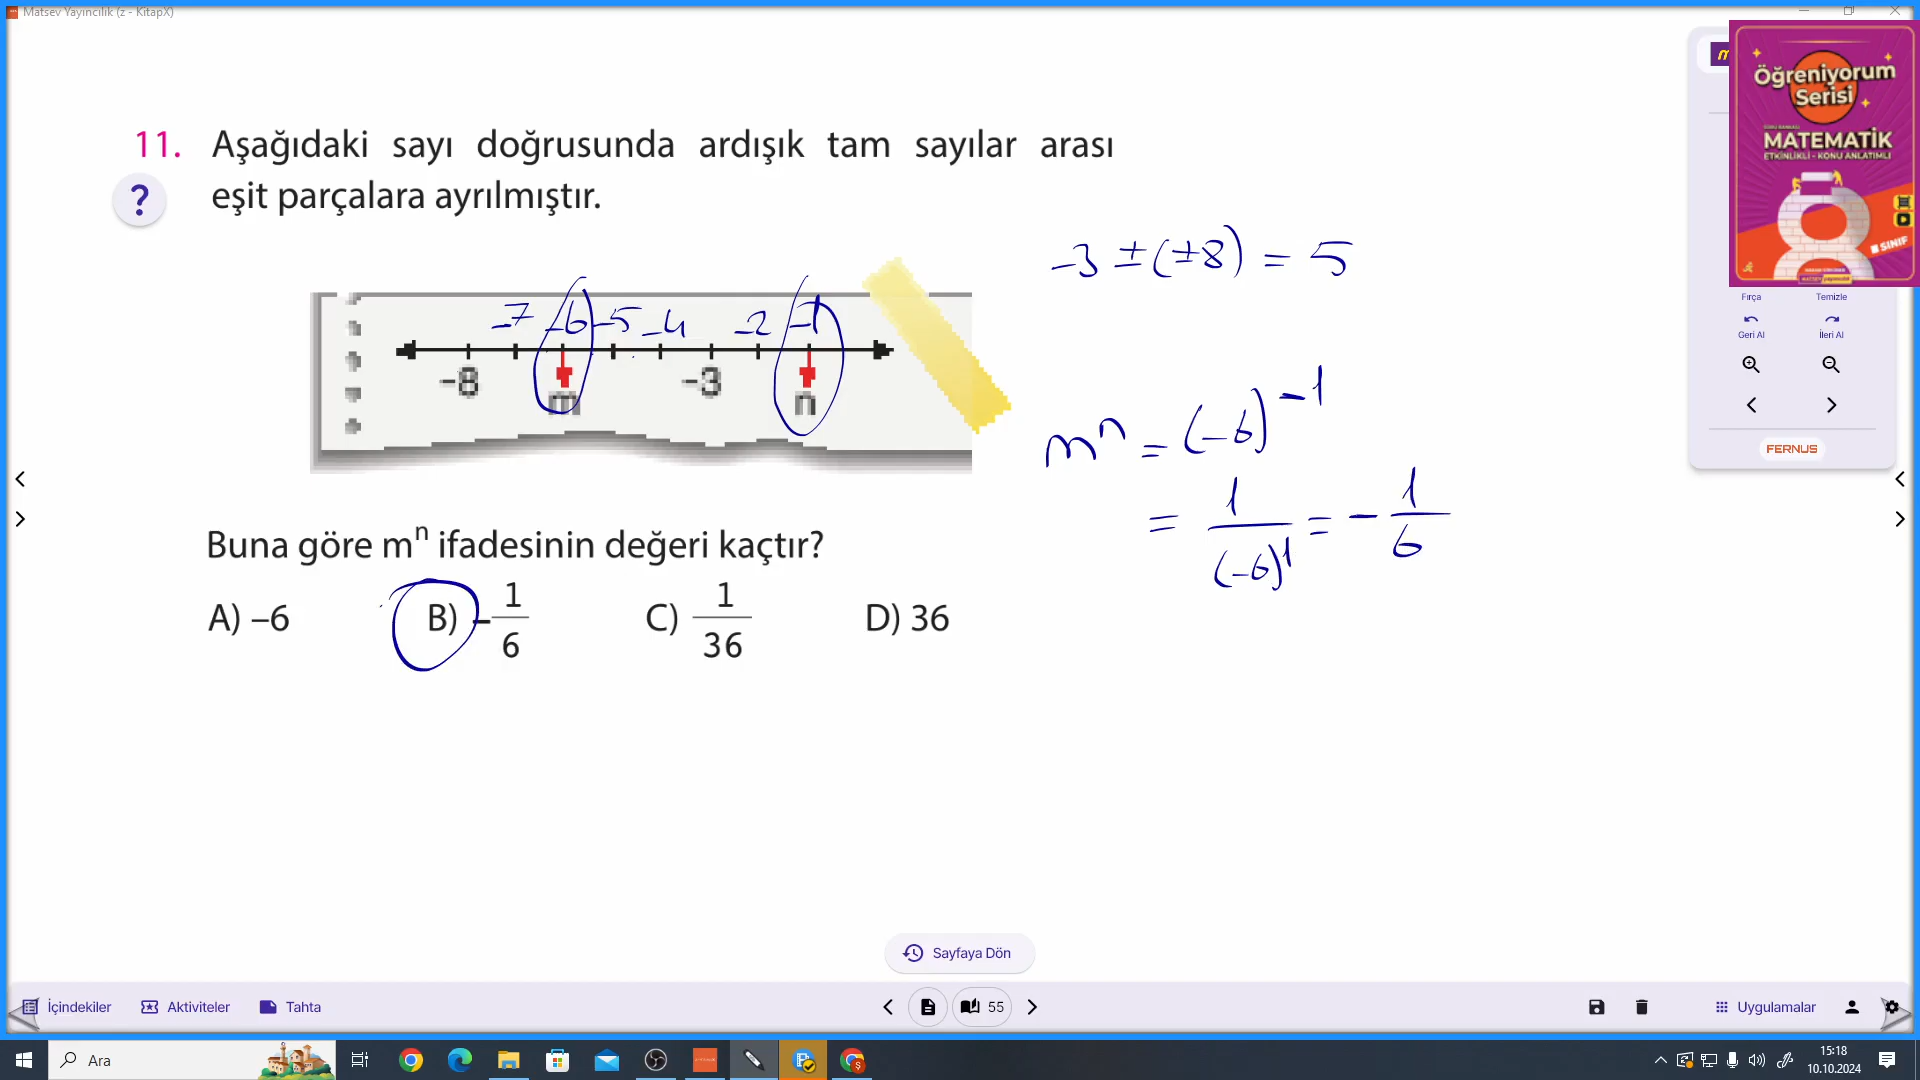 Matsev Yayıncılık (z - KitapX)
Öğreniyorum
Serisi
MATEMATİK
ETKİNLİKLİ - KONU ANLATIMLI
8
SINIF
11. Aşağıdaki sayı doğrusunda ardışık tam sayılar arası
eşit parçalara ayrılmıştır.
?
-3 ± (±8) = 5
-7 -6 -5 -4 -2 -1
-8 -3
m n
mⁿ = (-6)⁻¹
= 1/(-6)¹ = -1/6
Buna göre mⁿ ifadesinin değeri kaçtır?
A) –6 B) -1/6 C) 1/36 D) 36
Fırça Temizle
Geri Al İleri Al
FERNUS
Sayfaya Dön
İçindekiler Aktiviteler Tahta 55 Uygulamalar
Ara 15:18
10.10.2024